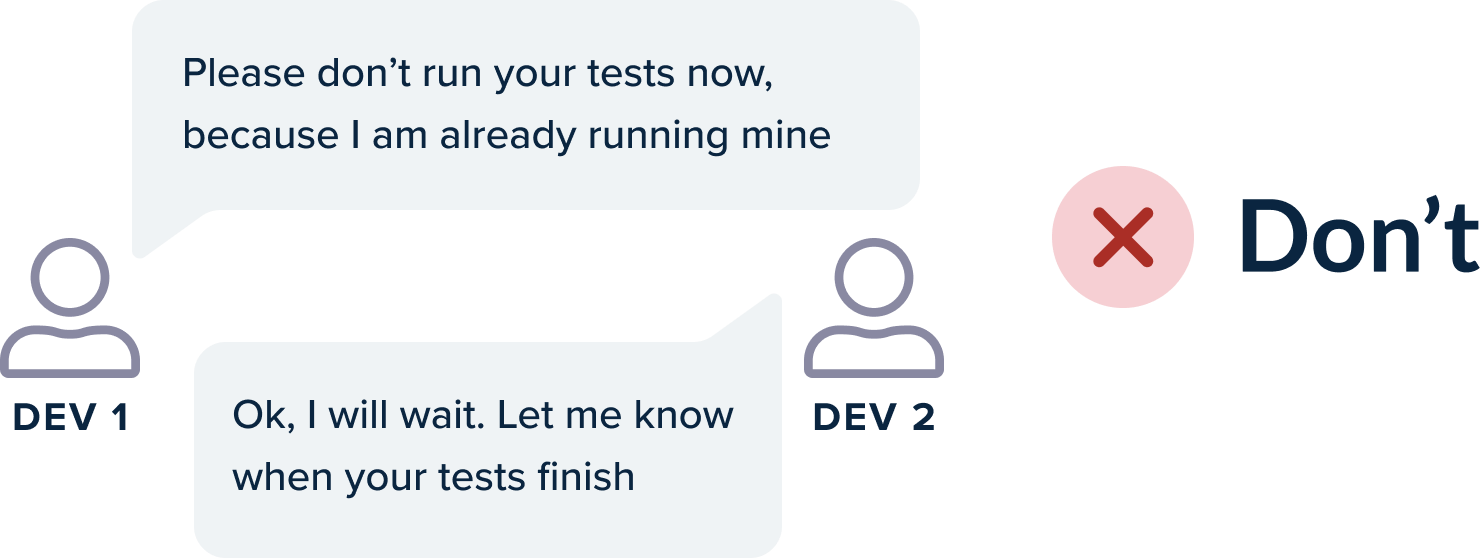 Please don’t run your tests now,
because I am already running mine
Don’t
DEV 1
DEV 2
Ok, I will wait. Let me know
when your tests finish